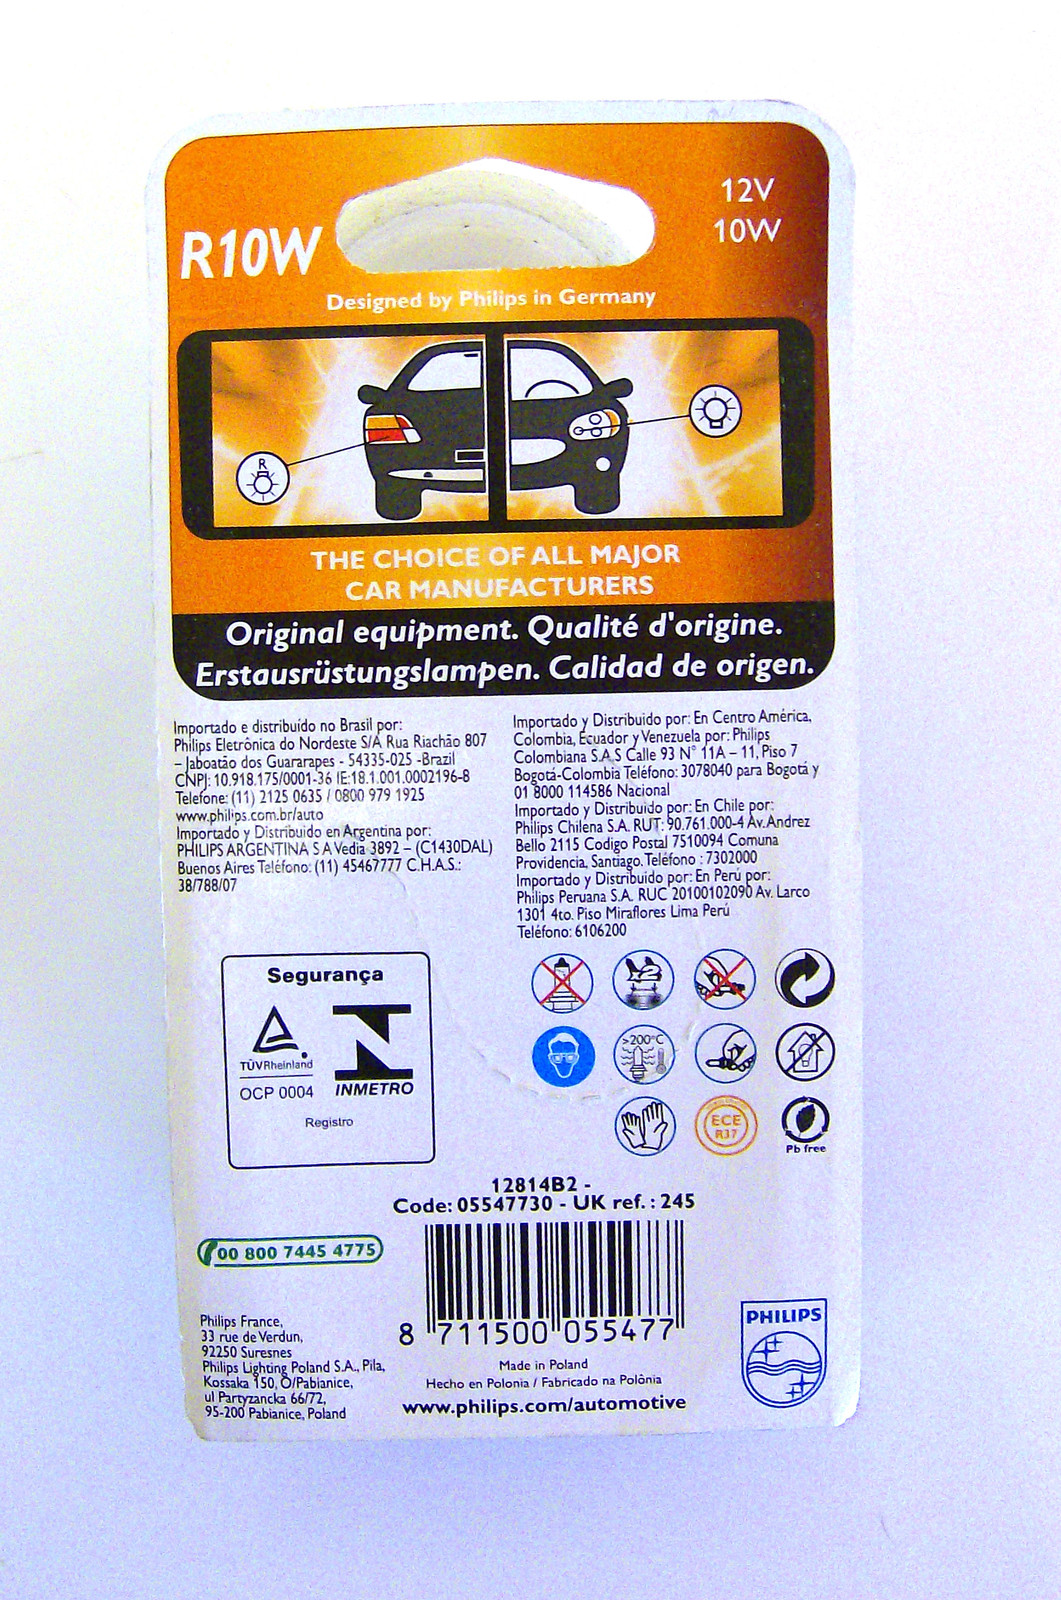 R10W
12V
10W
Designed by Philips in Germany
R
THE CHOICE OF ALL MAJOR
CAR MANUFACTURERS
Original equipment. Qualité d'origine.
Erstausrüstungslampen. Calidad de origen.
Importado e distribuído no Brasil por:
Philips Eletrônica do Nordeste S/A Rua Riachão 807
– Jaboatão dos Guararapes - 54335-025 -Brazil
CNPJ: 10.918.175/0001-36 IE:18.1.001.0002196-8
Telefone: (11) 2125 0635 / 0800 979 1925
www.philips.com.br/auto
Importado y Distribuido en Argentina por:
PHILIPS ARGENTINA S A Vedia 3892 – (C1430DAL)
Buenos Aires Teléfono: (11) 45467777 C.H.A.S.:
38/788/07
Importado y Distribuido por: En Centro América,
Colombia, Ecuador y Venezuela por: Philips
Colombiana S.A.S Calle 93 N° 11A – 11, Piso 7
Bogotá-Colombia Teléfono: 3078040 para Bogotá y
01 8000 114586 Nacional
Importado y Distribuido por: En Chile por:
Philips Chilena S.A. RUT: 90.761.000-4 Av. Andrez
Bello 2115 Codigo Postal 7510094 Comuna
Providencia, Santiago. Teléfono : 7302000
Importado y Distribuido por: En Perú por:
Philips Peruana S.A. RUC 20100102090 Av. Larco
1301 4to. Piso Miraflores Lima Perú
Teléfono: 6106200
Segurança
TÜVRheinland
OCP 0004
INMETRO
Registro
x2
>200°C
ECE
R37
Pb free
12814B2 -
Code: 05547730 - UK ref. : 245
00 800 7445 4775
8 711500 055477
Philips France,
33 rue de Verdun,
92250 Suresnes
Philips Lighting Poland S.A., Pila,
Kossaka 150, O/Pabianice,
ul Partyzancka 66/72,
95-200 Pabianice, Poland
Made in Poland
Hecho en Polonia / Fabricado na Polônia
www.philips.com/automotive
PHILIPS